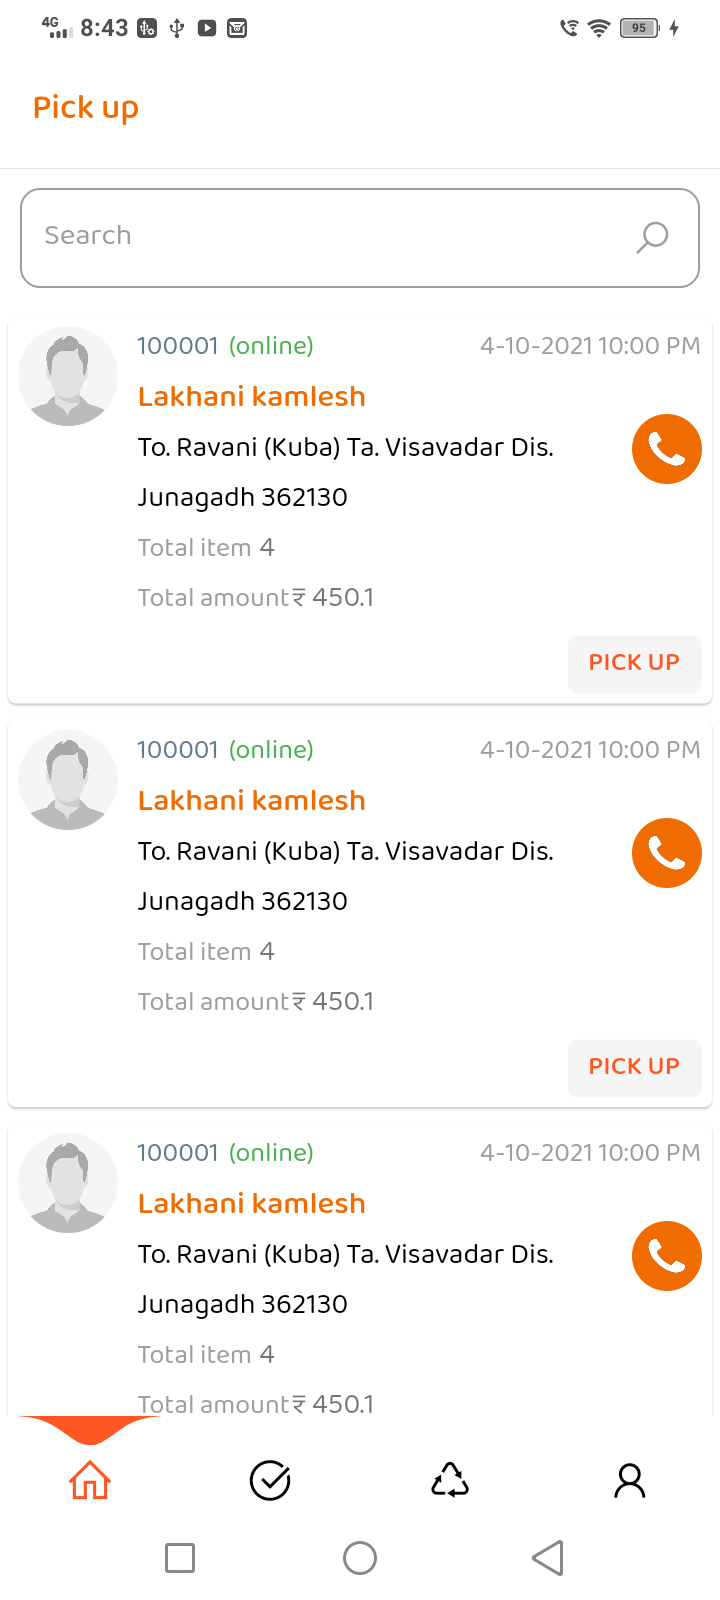 4G 8:43 95
Pick up
Search
100001 (online) 4-10-2021 10:00 PM
Lakhani kamlesh
To. Ravani (Kuba) Ta. Visavadar Dis.
Junagadh 362130
Total item 4
Total amount₹ 450.1
PICK UP
100001 (online) 4-10-2021 10:00 PM
Lakhani kamlesh
To. Ravani (Kuba) Ta. Visavadar Dis.
Junagadh 362130
Total item 4
Total amount₹ 450.1
PICK UP
100001 (online) 4-10-2021 10:00 PM
Lakhani kamlesh
To. Ravani (Kuba) Ta. Visavadar Dis.
Junagadh 362130
Total item 4
Total amount₹ 450.1